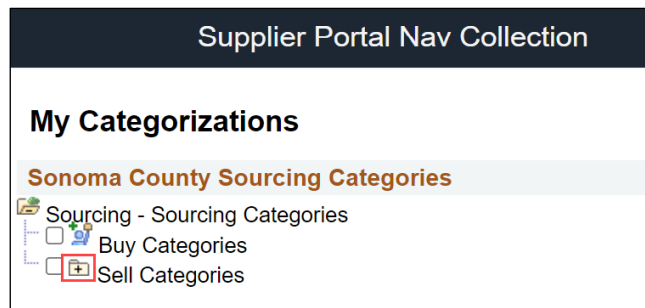 Supplier Portal Nav Collection
My Categorizations
Sonoma County Sourcing Categories
Sourcing - Sourcing Categories
Buy Categories
Sell Categories